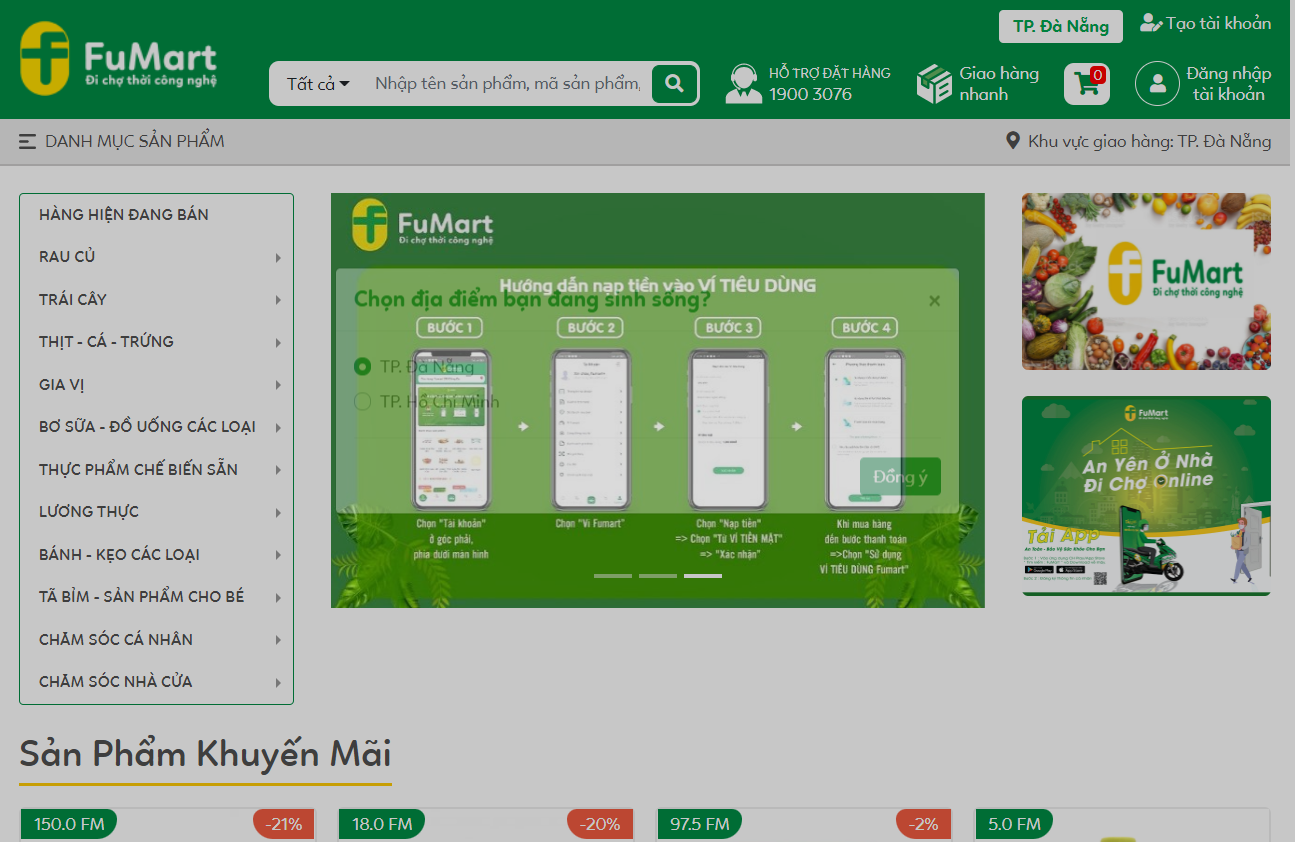 FuMart
Đi chợ thời công nghệ
TP. Đà Nẵng
Tạo tài khoản
Tất cả
Nhập tên sản phẩm, mã sản phẩm,
HỖ TRỢ ĐẶT HÀNG
1900 3076
Giao hàng
nhanh
0
Đăng nhập
tài khoản
DANH MỤC SẢN PHẨM
Khu vực giao hàng: TP. Đà Nẵng
HÀNG HIỆN ĐANG BÁN
RAU CỦ
TRÁI CÂY
THỊT - CÁ - TRỨNG
GIA VỊ
BƠ SỮA - ĐỒ UỐNG CÁC LOẠI
THỰC PHẨM CHẾ BIẾN SẴN
LƯƠNG THỰC
BÁNH - KẸO CÁC LOẠI
TÃ BỈM - SẢN PHẨM CHO BÉ
CHĂM SÓC CÁ NHÂN
CHĂM SÓC NHÀ CỬA
FuMart
Đi chợ thời công nghệ
Hướng dẫn nạp tiền vào VÍ TIÊU DÙNG
Chọn địa điểm bạn đang sinh sống?
×
BƯỚC 1
BƯỚC 2
BƯỚC 3
BƯỚC 4
TP. Đà Nẵng
TP. Hồ Chí Minh
Đồng ý
Chọn "Tài khoản"
ở góc phải,
phía dưới màn hình
Chọn "Ví Fumart"
Chọn "Nạp tiền"
=> Chọn "Từ VÍ TIỀN MẶT"
=> "Xác nhận"
Khi mua hàng
đến bước thanh toán
=>Chọn "Sử dụng
VÍ TIÊU DÙNG Fumart"
FuMart
Đi chợ thời công nghệ
FuMart
An Yên Ở Nhà
Đi Chợ Online
Tải App
Sản Phẩm Khuyến Mãi
150.0 FM
-21%
18.0 FM
-20%
97.5 FM
-2%
5.0 FM